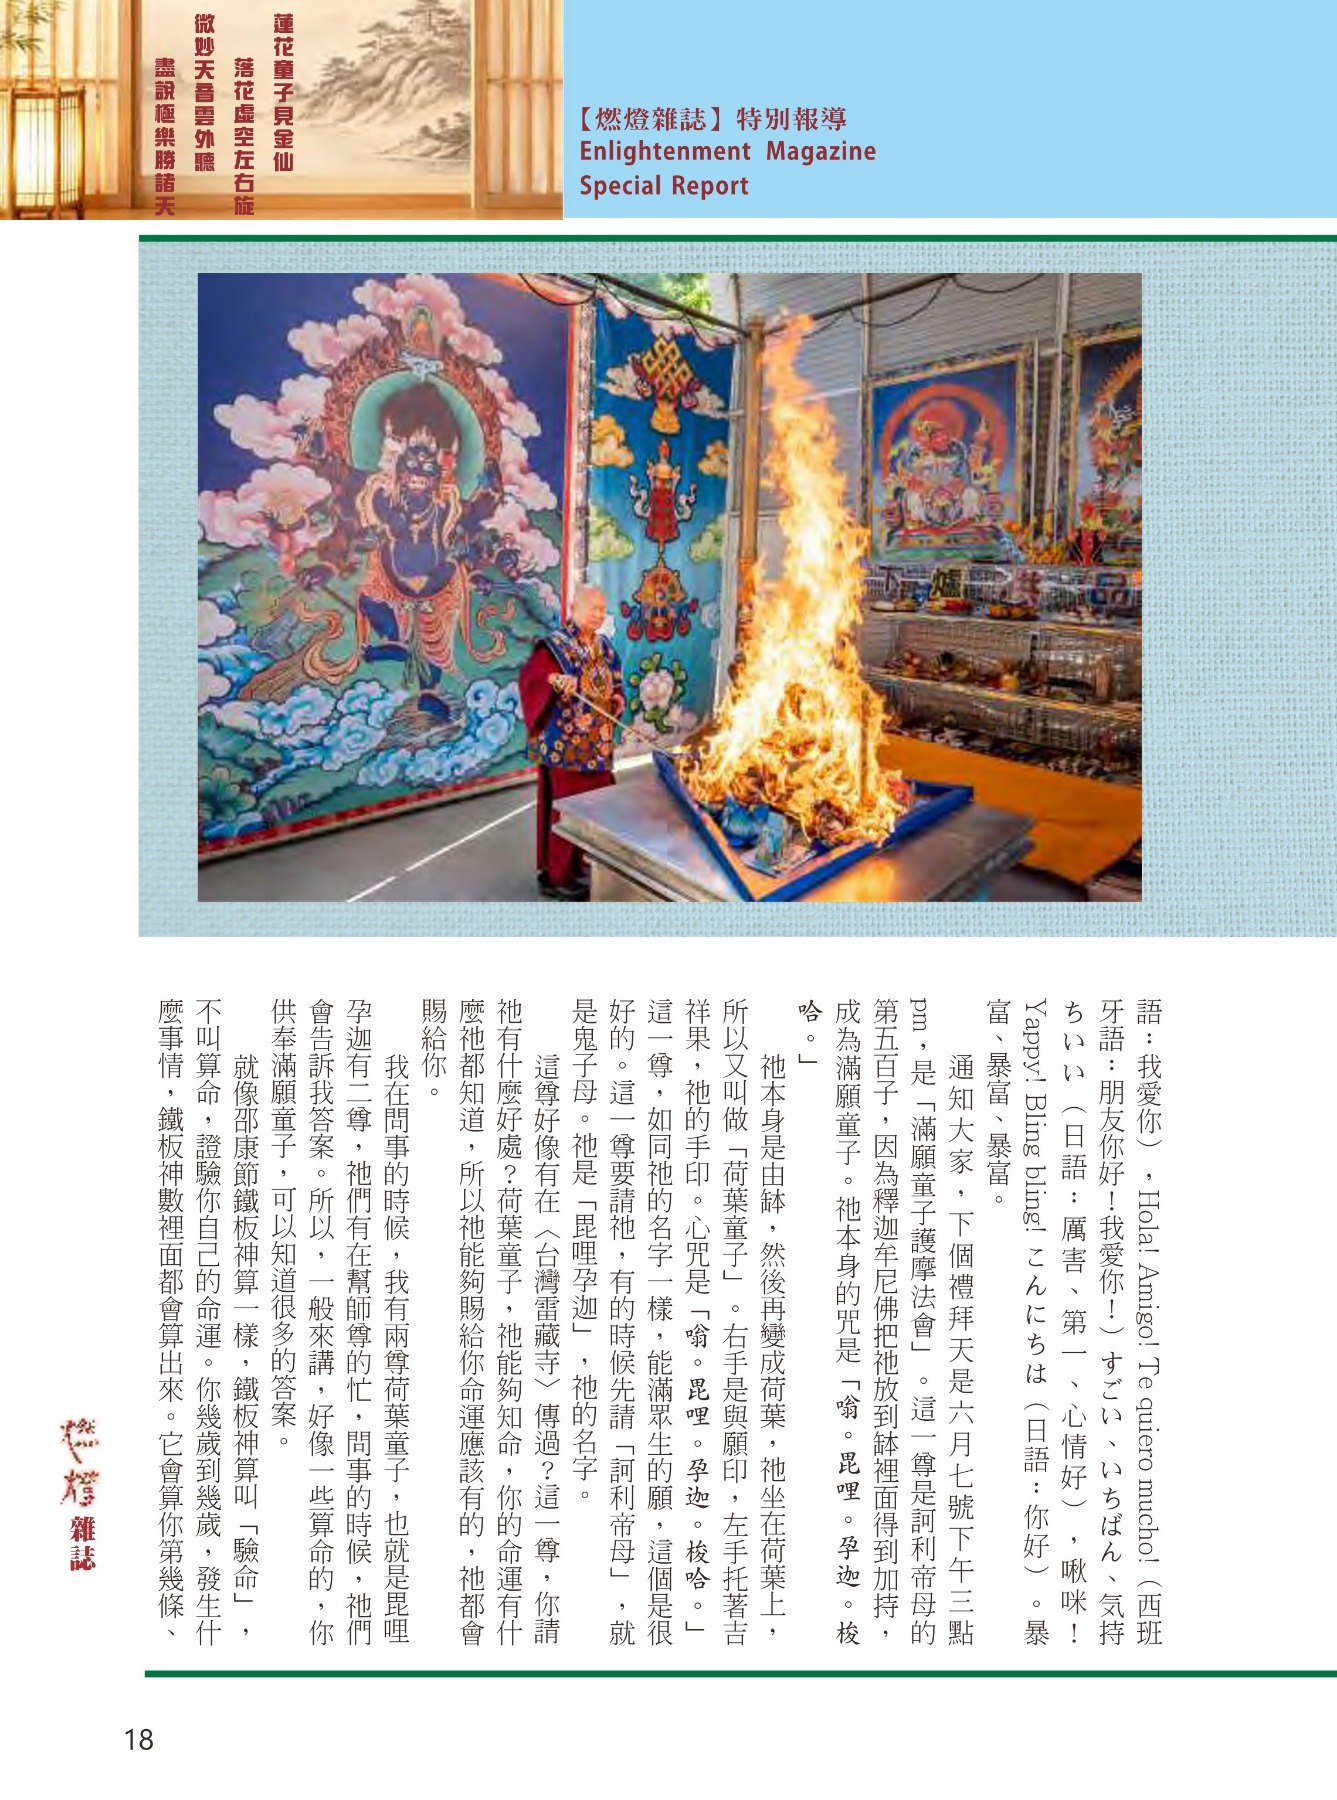 蓮花童子見金仙
落花虛空左右旋
微妙天音雲外聽
盡說極樂勝諸天
【燃燈雜誌】特別報導
Enlightenment Magazine
Special Report
下爐供品
語：我愛你），Hola! Amigo! Te quiero mucho!（西班
牙語：朋友你好！我愛你！）すごい、いちばん、気持
ちいい（日語：厲害、第一、心情好），啾咪！
Yappy! Bling bling! こんにちは（日語：你好）。暴
富、暴富、暴富。
通知大家，下個禮拜天是六月七號下午三點
pm，是「滿願童子護摩法會」。這一尊是訶利帝母的
第五百子，因為釋迦牟尼佛把祂放到缽裡面得到加持，
成為滿願童子。祂本身的咒是「嗡。毘哩。孕迦。梭
哈。」
祂本身是由缽，然後再變成荷葉，祂坐在荷葉上，
所以又叫做「荷葉童子」。右手是與願印，左手托著吉
祥果，祂的手印。心咒是「嗡。毘哩。孕迦。梭哈。」
這一尊，如同祂的名字一樣，能滿眾生的願，這個是很
好的。這一尊要請祂，有的時候先請「訶利帝母」，就
是鬼子母。祂是「毘哩孕迦」，祂的名字。
這尊好像有在〈台灣雷藏寺〉傳過？這一尊，你請
祂有什麼好處？荷葉童子，祂能夠知命，你的命運有什
麼祂都知道，所以祂能夠賜給你命運應該有的，祂都會
賜給你。
我在問事的時候，我有兩尊荷葉童子，也就是毘哩
孕迦有二尊，祂們有在幫師尊的忙，問事的時候，祂們
會告訴我答案。所以，一般來講，好像一些算命的，你
供奉滿願童子，可以知道很多的答案。
就像邵康節鐵板神算一樣，鐵板神算叫「驗命」，
不叫算命，證驗你自己的命運。你幾歲到幾歲，發生什
麼事情，鐵板神數裡面都會算出來。它會算你第幾條、
燃燈雜誌
18